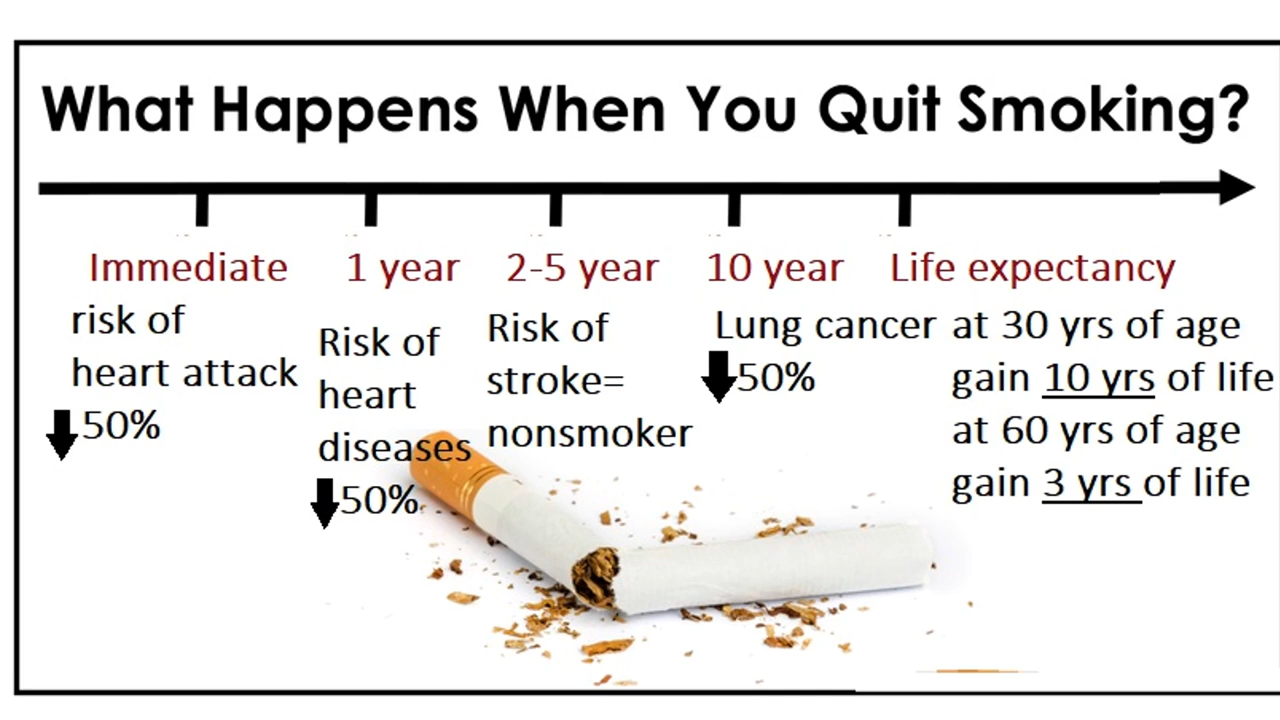 What Happens When You Quit Smoking?
Immediate
risk of
heart attack
50%
1 year
Risk of
heart
diseases
50%
2-5 year
Risk of
stroke=
nonsmoker
10 year
Lung cancer
50%
Life expectancy
at 30 yrs of age
gain 10 yrs of life
at 60 yrs of age
gain 3 yrs of life